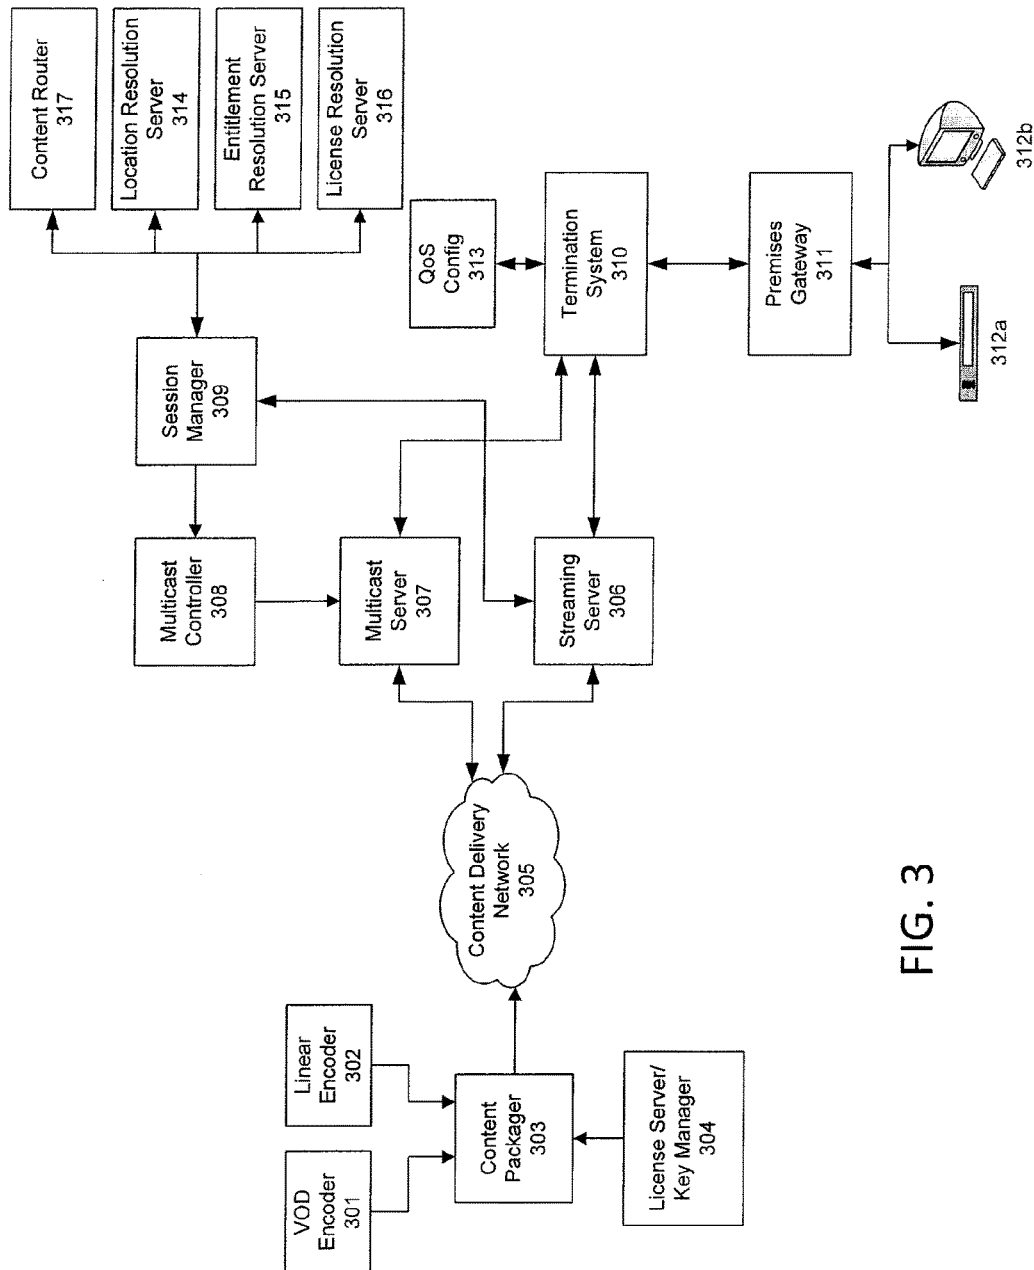 VOD
Encoder
301
Linear
Encoder
302
Content
Packager
303
License Server/
Key Manager
304
Content Delivery
Network
305
Multicast
Controller
308
Multicast
Server
307
Streaming
Server
306
Session
Manager
309
Content Router
317
Location Resolution
Server
314
Entitlement
Resolution Server
315
License Resolution
Server
316
QoS
Config
313
Termination
System
310
Premises
Gateway
311
312a
312b
FIG. 3